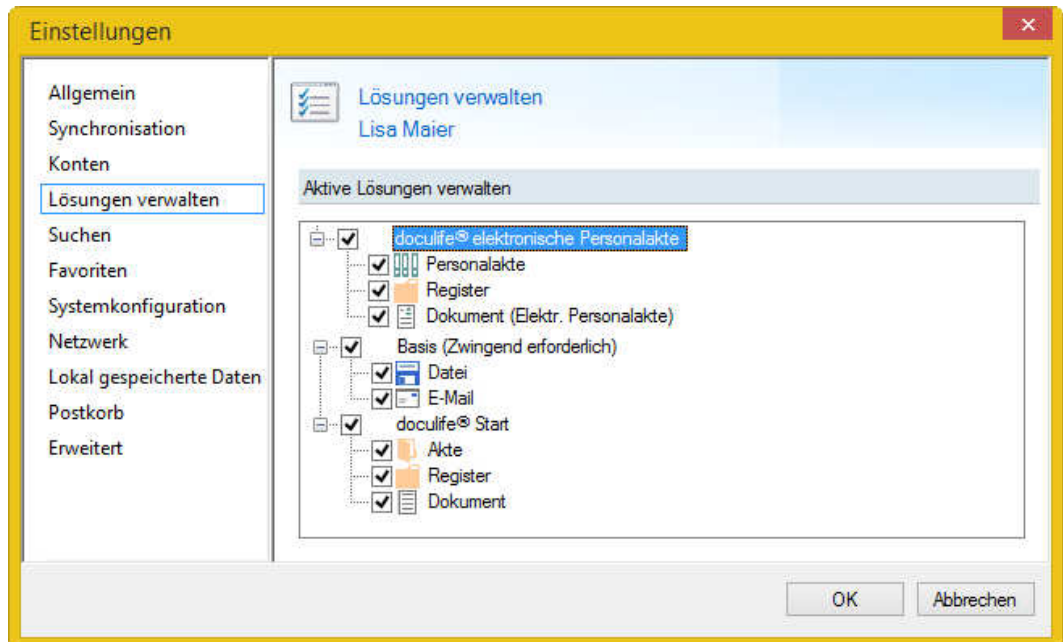 Einstellungen
Allgemein
Synchronisation
Konten
Lösungen verwalten
Suchen
Favoriten
Systemkonfiguration
Netzwerk
Lokal gespeicherte Daten
Postkorb
Erweitert
Lösungen verwalten
Lisa Maier
Aktive Lösungen verwalten
doculife® elektronische Personalakte
Personalakte
Register
Dokument (Elektr. Personalakte)
Basis (Zwingend erforderlich)
Datei
E-Mail
doculife® Start
Akte
Register
Dokument
OK
Abbrechen